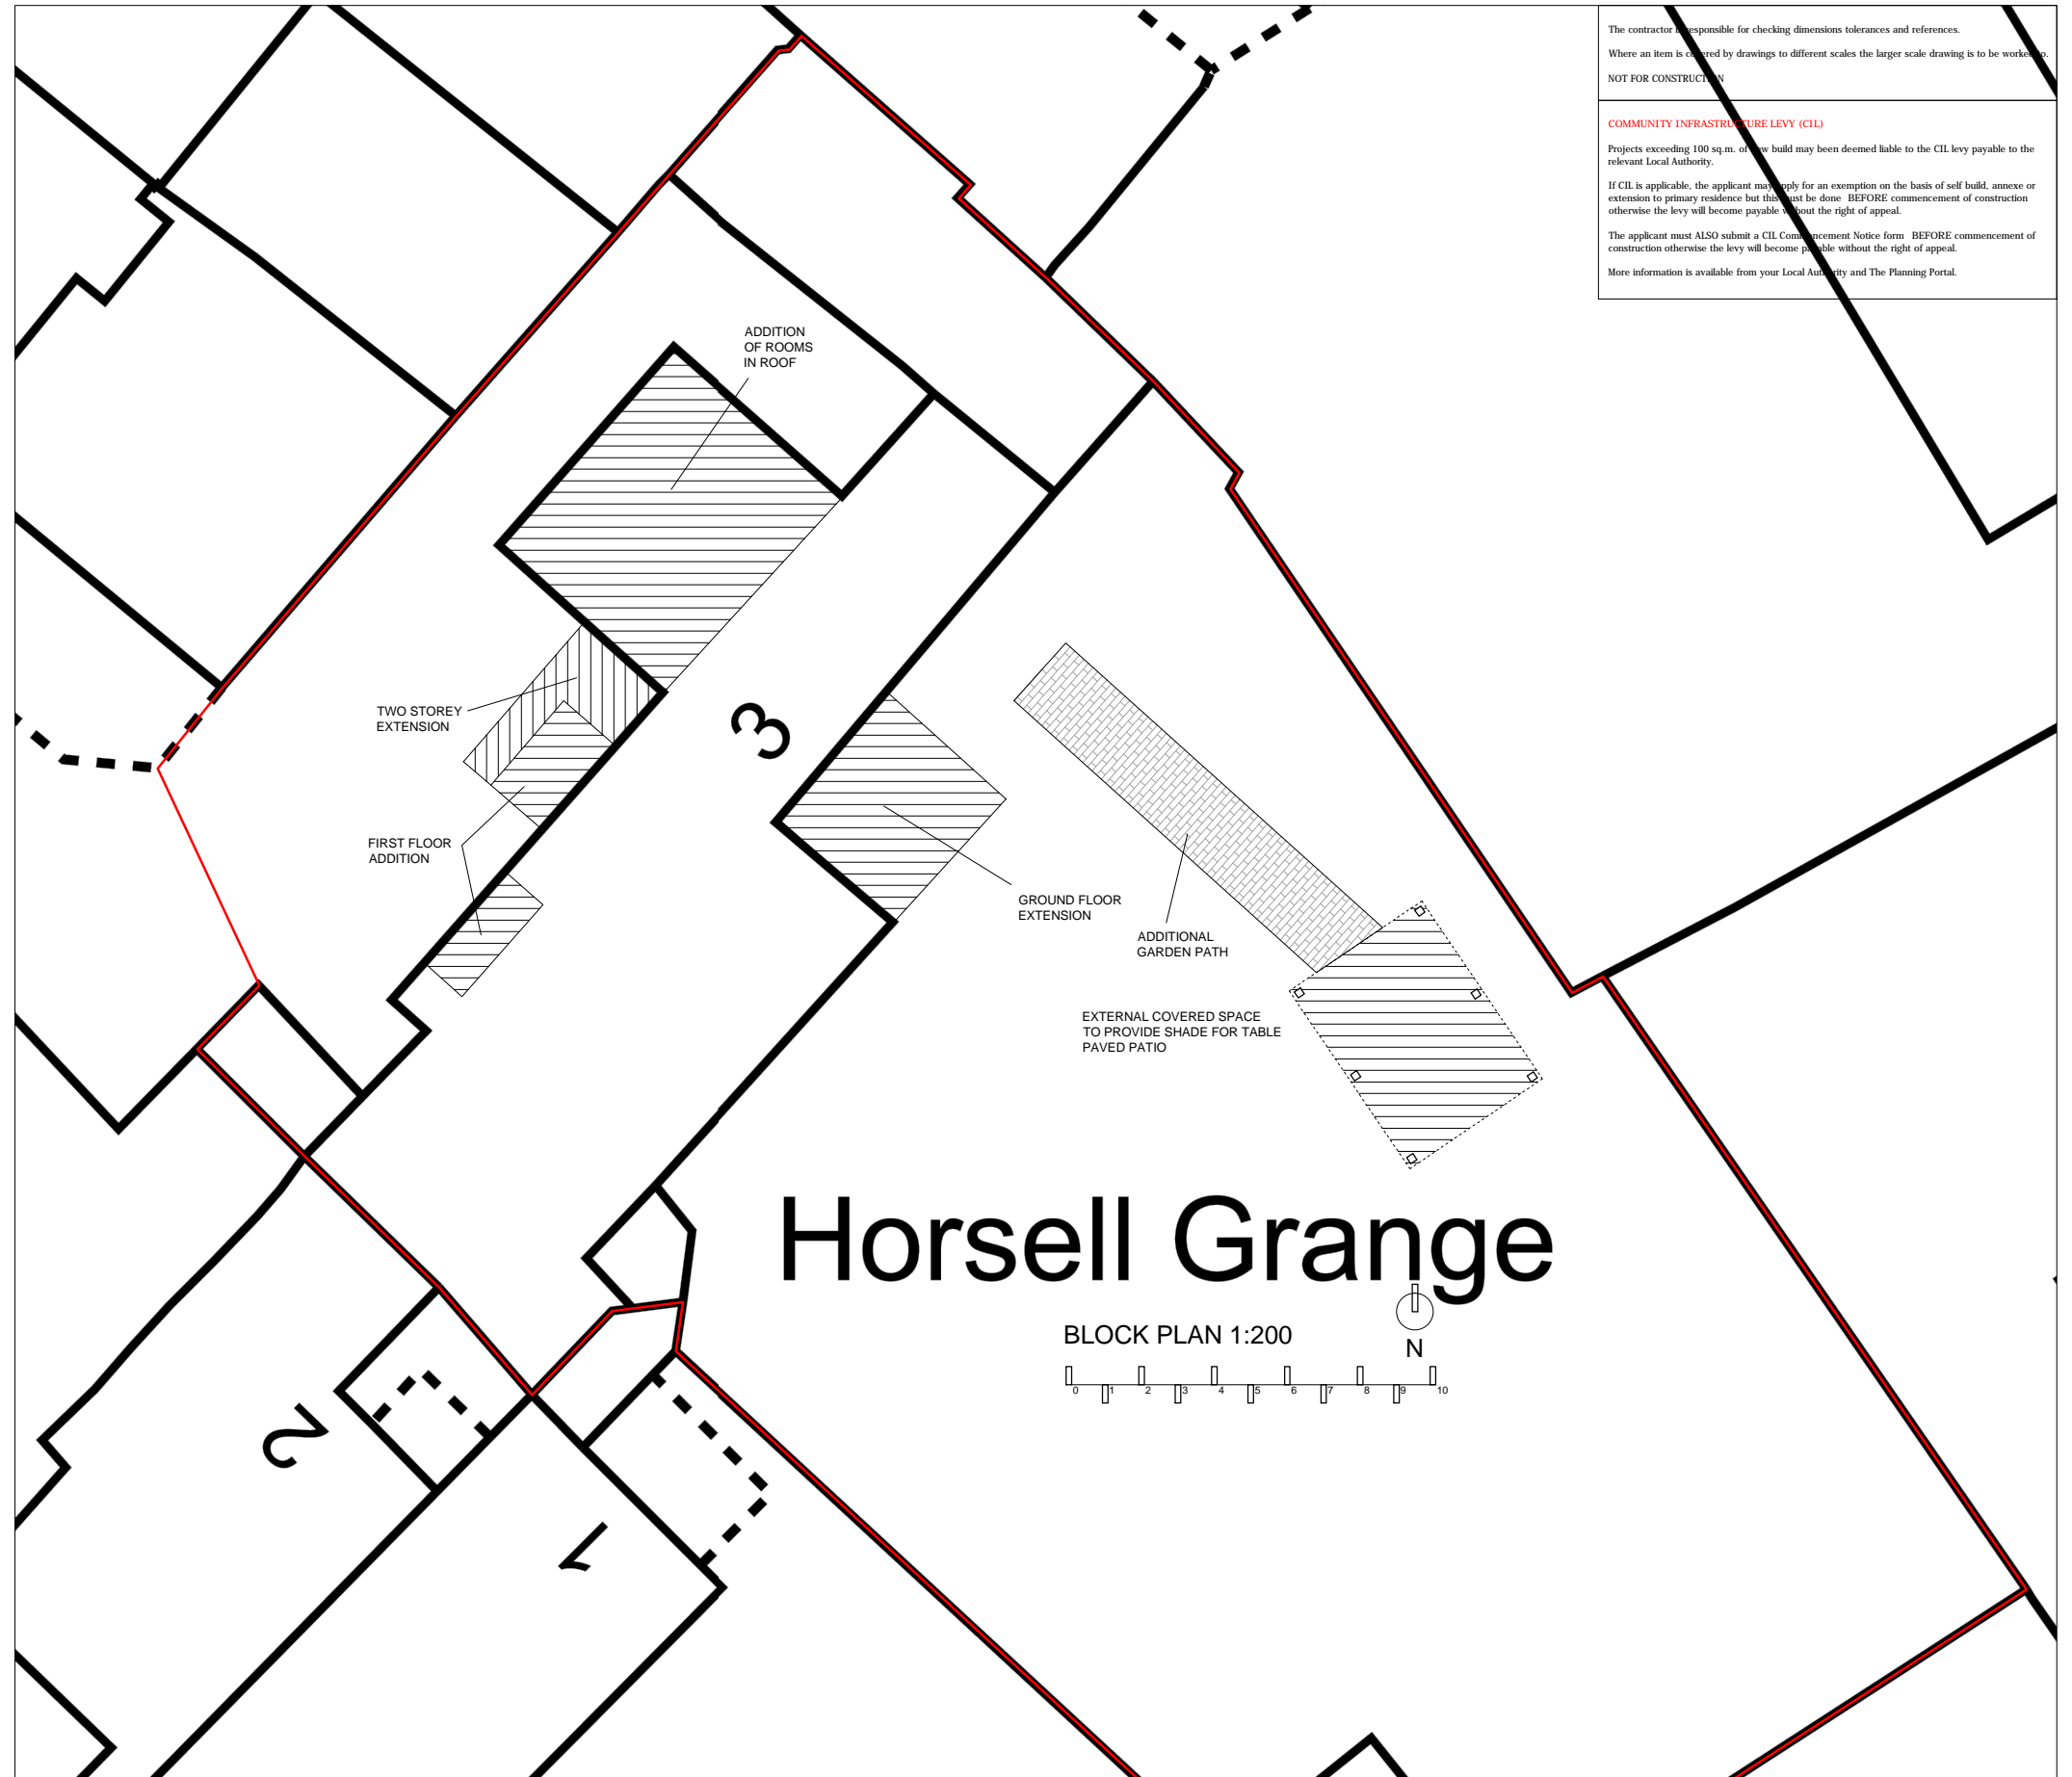 The contractor is responsible for checking dimensions tolerances and references.
Where an item is covered by drawings to different scales the larger scale drawing is to be worked to.
NOT FOR CONSTRUCTION
COMMUNITY INFRASTRUCTURE LEVY (CIL)
Projects exceeding 100 sq.m. of new build may been deemed liable to the CIL levy payable to the
relevant Local Authority.
If CIL is applicable, the applicant may apply for an exemption on the basis of self build, annexe or
extension to primary residence but this must be done BEFORE commencement of construction
otherwise the levy will become payable without the right of appeal.
The applicant must ALSO submit a CIL Commencement Notice form BEFORE commencement of
construction otherwise the levy will become payable without the right of appeal.
More information is available from your Local Authority and The Planning Portal.
ADDITION
OF ROOMS
IN ROOF
TWO STOREY
EXTENSION
3
FIRST FLOOR
ADDITION
GROUND FLOOR
EXTENSION
ADDITIONAL
GARDEN PATH
EXTERNAL COVERED SPACE
TO PROVIDE SHADE FOR TABLE
PAVED PATIO
Horsell Grange
BLOCK PLAN 1:200
N
0 1 2 3 4 5 6 7 8 9 10
2
1